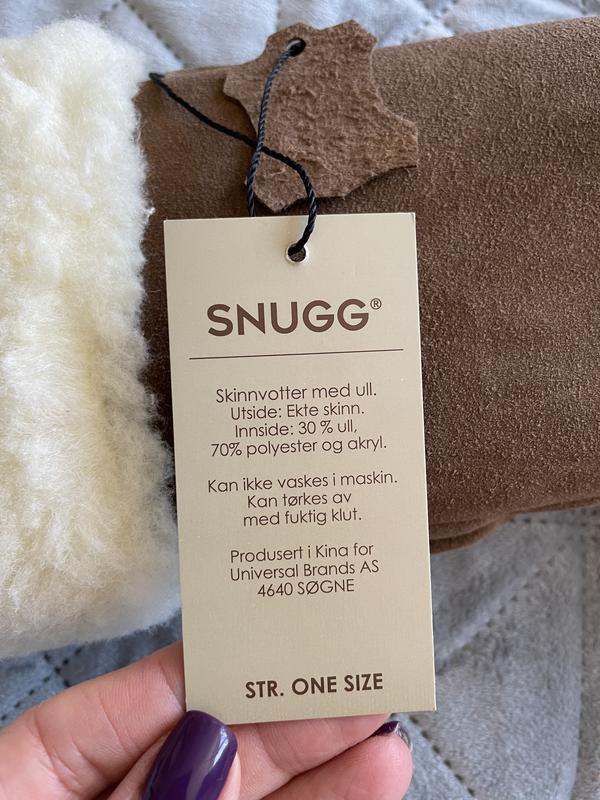 SNUGG®
Skinnvotter med ull.
Utside: Ekte skinn.
Innside: 30 % ull,
70% polyester og akryl.
Kan ikke vaskes i maskin.
Kan tørkes av
med fuktig klut.
Produsert i Kina for
Universal Brands AS
4640 SØGNE
STR. ONE SIZE